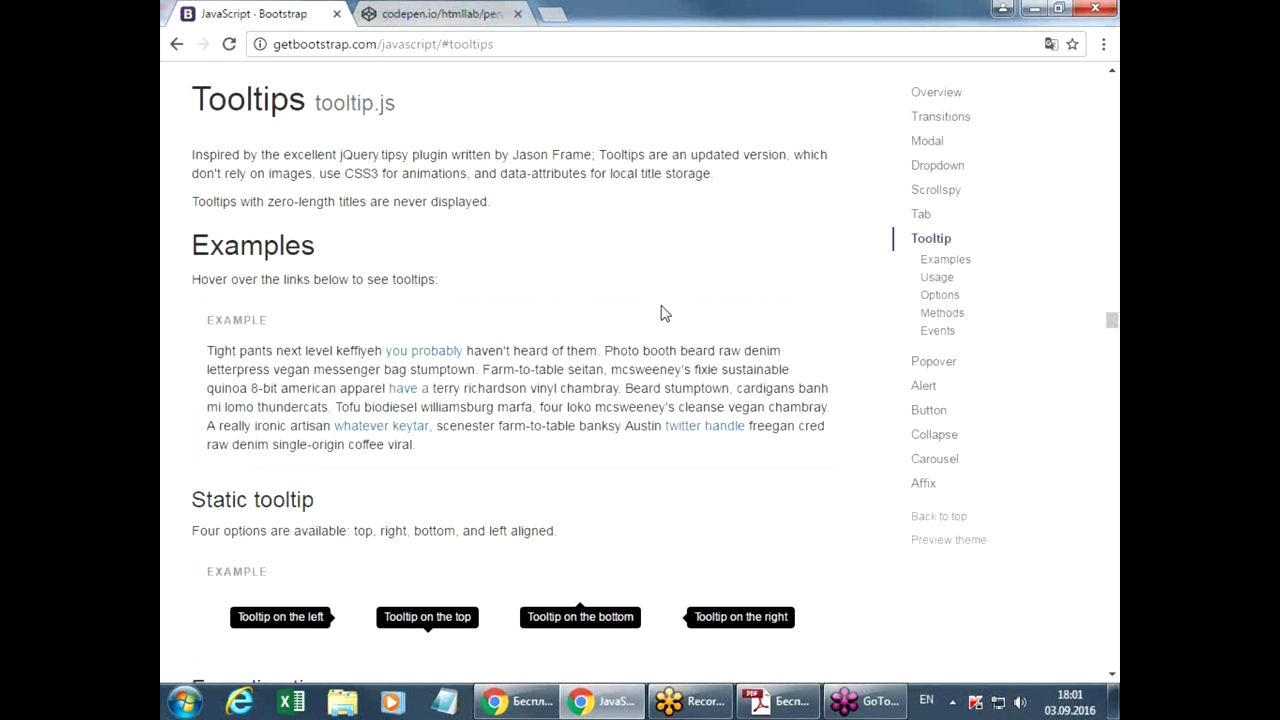 JavaScript · Bootstrap
codepen.io/htmllab/pen
getbootstrap.com/javascript/#tooltips
Tooltips tooltip.js
Inspired by the excellent jQuery.tipsy plugin written by Jason Frame; Tooltips are an updated version, which
don't rely on images, use CSS3 for animations, and data-attributes for local title storage.
Tooltips with zero-length titles are never displayed.
Examples
Hover over the links below to see tooltips:
EXAMPLE
Tight pants next level keffiyeh you probably haven't heard of them. Photo booth beard raw denim
letterpress vegan messenger bag stumptown. Farm-to-table seitan, mcsweeney's fixie sustainable
quinoa 8-bit american apparel have a terry richardson vinyl chambray. Beard stumptown, cardigans banh
mi lomo thundercats. Tofu biodiesel williamsburg marfa, four loko mcsweeney's cleanse vegan chambray.
A really ironic artisan whatever keytar, scenester farm-to-table banksy Austin twitter handle freegan cred
raw denim single-origin coffee viral.
Static tooltip
Four options are available: top, right, bottom, and left aligned.
EXAMPLE
Tooltip on the left
Tooltip on the top
Tooltip on the bottom
Tooltip on the right
Overview
Transitions
Modal
Dropdown
Scrollspy
Tab
Tooltip
Examples
Usage
Options
Methods
Events
Popover
Alert
Button
Collapse
Carousel
Affix
Back to top
Preview theme
Беспл...
JavaS...
Recor...
Бесп...
GoTo...
EN
18:01
03.09.2016